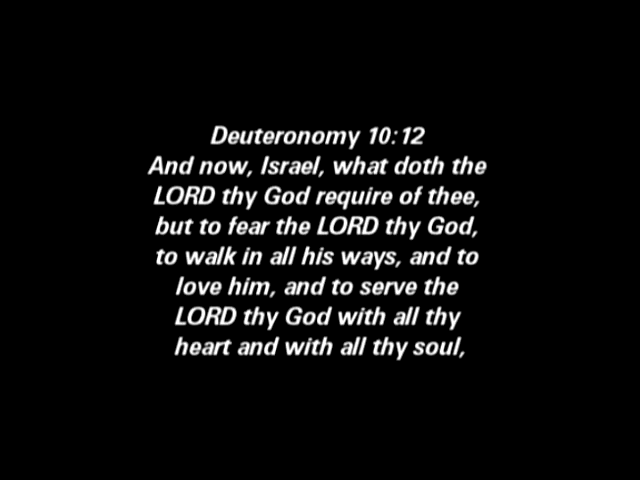 Deuteronomy 10:12
And now, Israel, what doth the
LORD thy God require of thee,
but to fear the LORD thy God,
to walk in all his ways, and to
love him, and to serve the
LORD thy God with all thy
heart and with all thy soul,